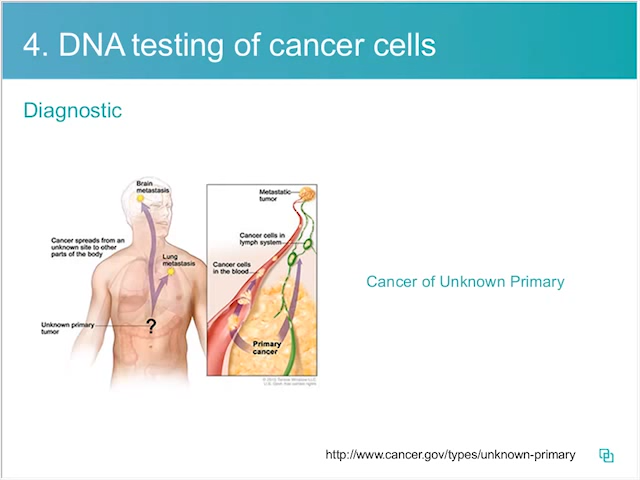 4. DNA testing of cancer cells
Diagnostic
Brain
metastasis
Cancer spreads from an
unknown site to other
parts of the body
Lung
metastasis
Unknown primary
tumor
?
Metastatic
tumor
Cancer cells in
lymph system
Cancer cells
in the blood
Primary
cancer
Cancer of Unknown Primary
http://www.cancer.gov/types/unknown-primary